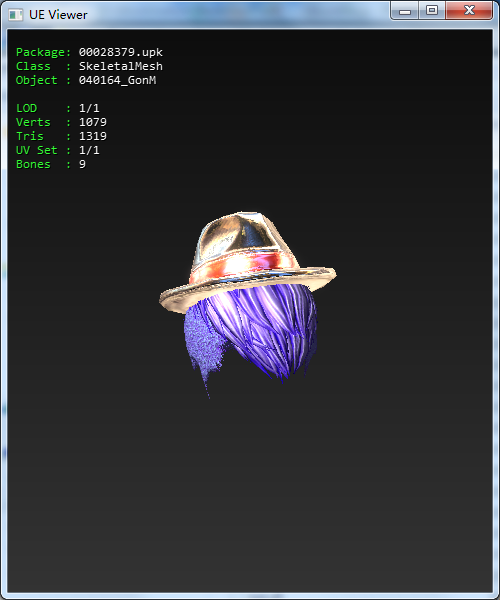 UE Viewer
Package: 00028379.upk
Class  : SkeletalMesh
Object : 040164_GonM
LOD    : 1/1
Verts  : 1079
Tris   : 1319
UV Set : 1/1
Bones  : 9